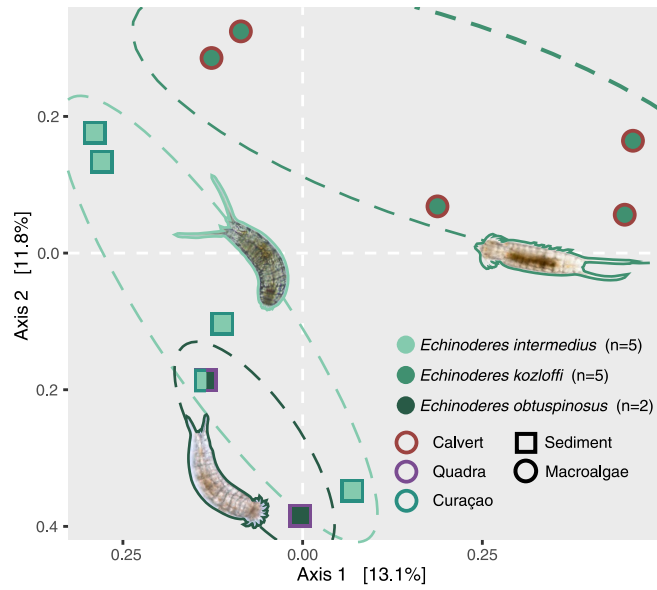 0.2
0.0
0.2
0.4
Axis 2 [11.8%]
Echinoderes intermedius (n=5)
Echinoderes kozloffi (n=5)
Echinoderes obtuspinosus (n=2)
Calvert
Sediment
Quadra
Macroalgae
Curaçao
0.25
0.00
0.25
Axis 1 [13.1%]